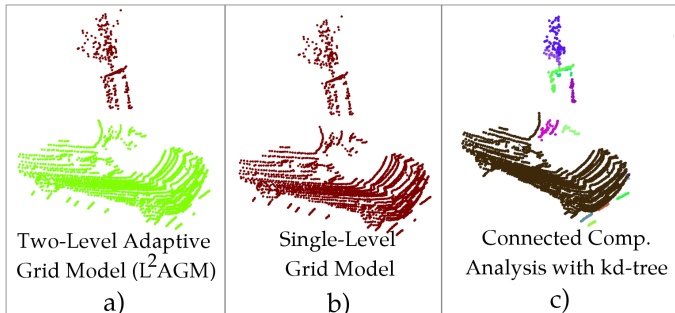 Two-Level Adaptive
Grid Model (L²AGM)
a)
Single-Level
Grid Model
b)
Connected Comp.
Analysis with kd-tree
c)